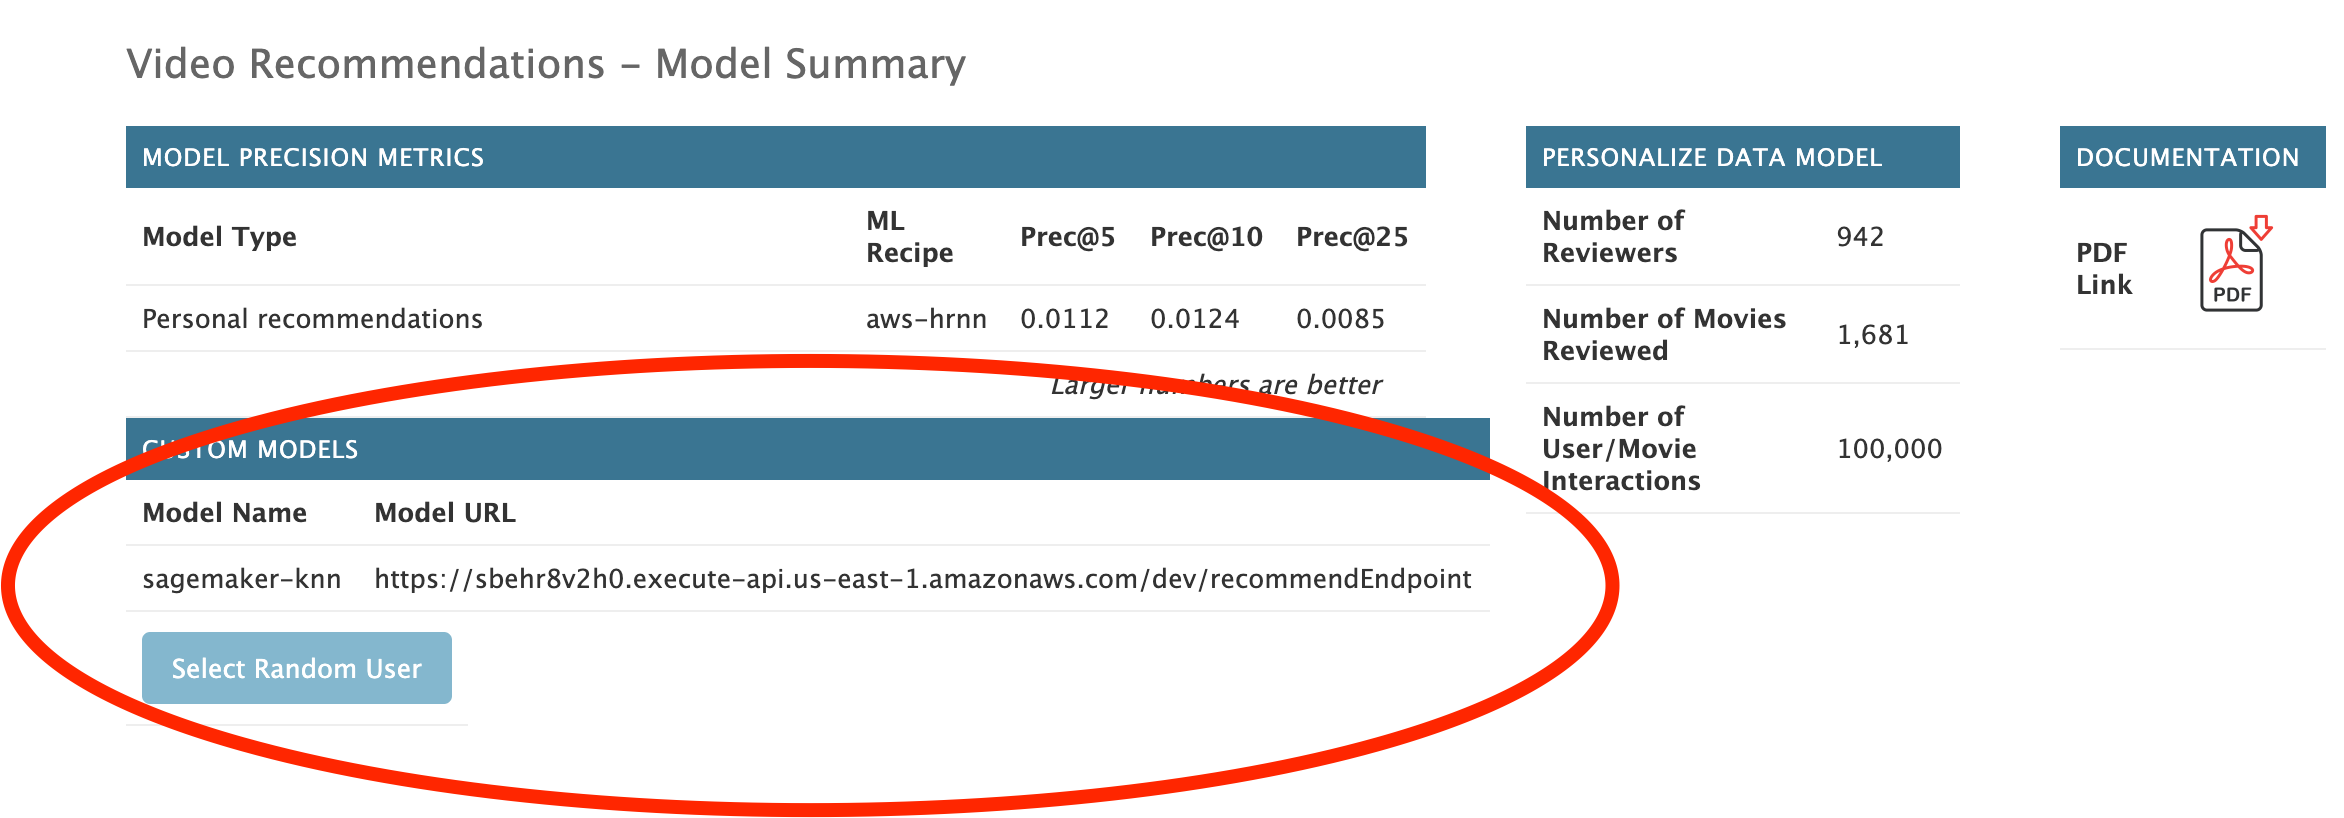 Video Recommendations - Model Summary
MODEL PRECISION METRICS
Model Type ML Recipe Prec@5 Prec@10 Prec@25
Personal recommendations aws-hrnn 0.0112 0.0124 0.0085
Larger numbers are better
CUSTOM MODELS
Model Name Model URL
sagemaker-knn https://sbehr8v2h0.execute-api.us-east-1.amazonaws.com/dev/recommendEndpoint
Select Random User
PERSONALIZE DATA MODEL
Number of
Reviewers 942
Number of Movies
Reviewed 1,681
Number of
User/Movie 100,000
Interactions
DOCUMENTATION
PDF
Link
PDF